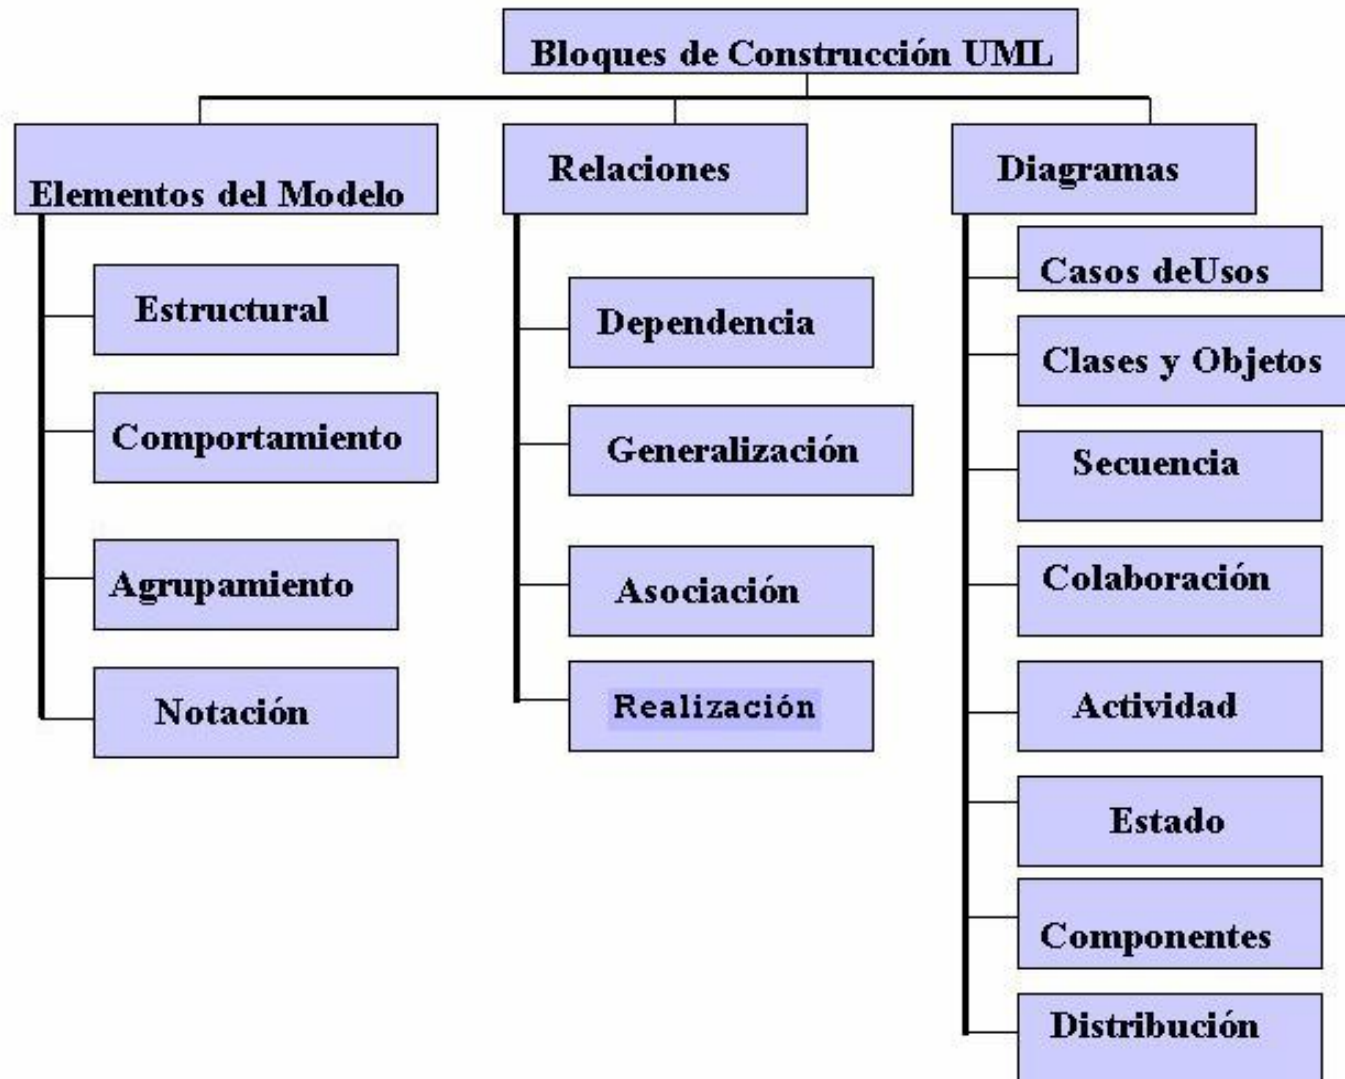 Bloques de Construcción UML
Elementos del Modelo
Estructural
Comportamiento
Agrupamiento
Notación
Relaciones
Dependencia
Generalización
Asociación
Realización
Diagramas
Casos deUsos
Clases y Objetos
Secuencia
Colaboración
Actividad
Estado
Componentes
Distribución